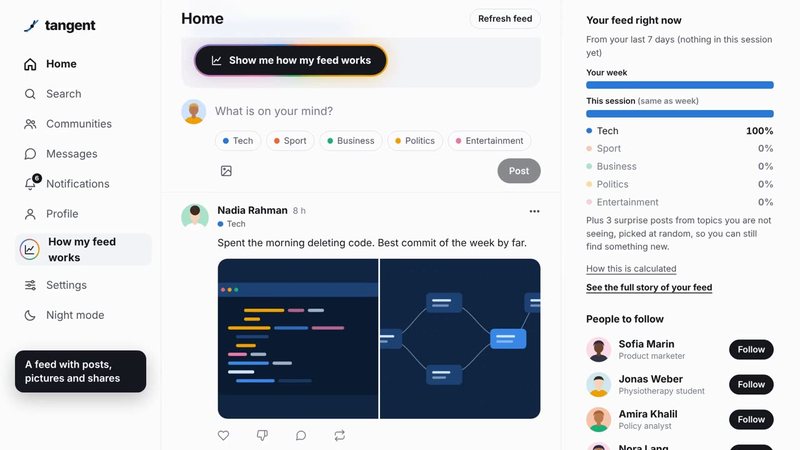 tangent
Home
Search
Communities
Messages
6
Notifications
Profile
How my feed
works
Settings
Night mode
A feed with posts,
pictures and shares
Home
Refresh feed
Show me how my feed works
What is on your mind?
Tech
Sport
Business
Politics
Entertainment
Post
Nadia Rahman 8 h
Tech
Spent the morning deleting code. Best commit of the week by far.
Your feed right now
From your last 7 days (nothing in this session
yet)
Your week
This session (same as week)
Tech 100%
Sport 0%
Business 0%
Politics 0%
Entertainment 0%
Plus 3 surprise posts from topics you are not
seeing, picked at random, so you can still
find something new.
How this is calculated
See the full story of your feed
People to follow
Sofia Marin
Product marketer
Follow
Jonas Weber
Physiotherapy student
Follow
Amira Khalil
Policy analyst
Follow
Nora Lang